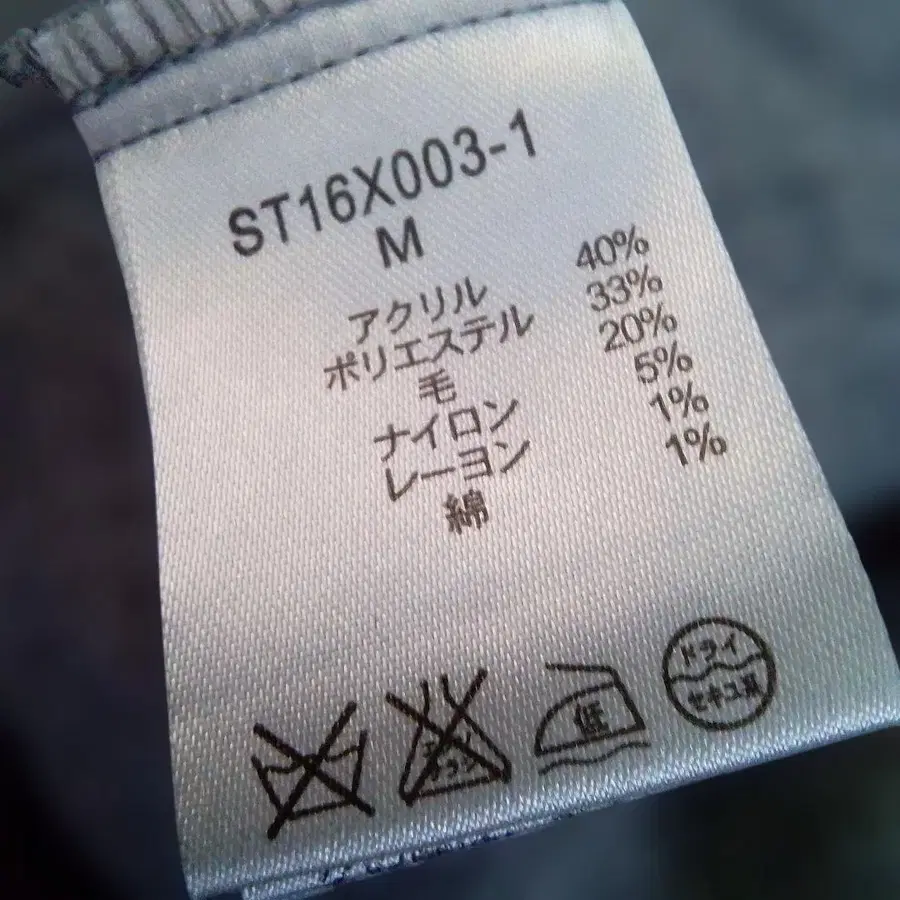 ST16X003-1
M
アクリル 40%
ポリエステル 33%
毛 20%
ナイロン 5%
レーヨン 1%
綿 1%
低
ドライ
セキユ系